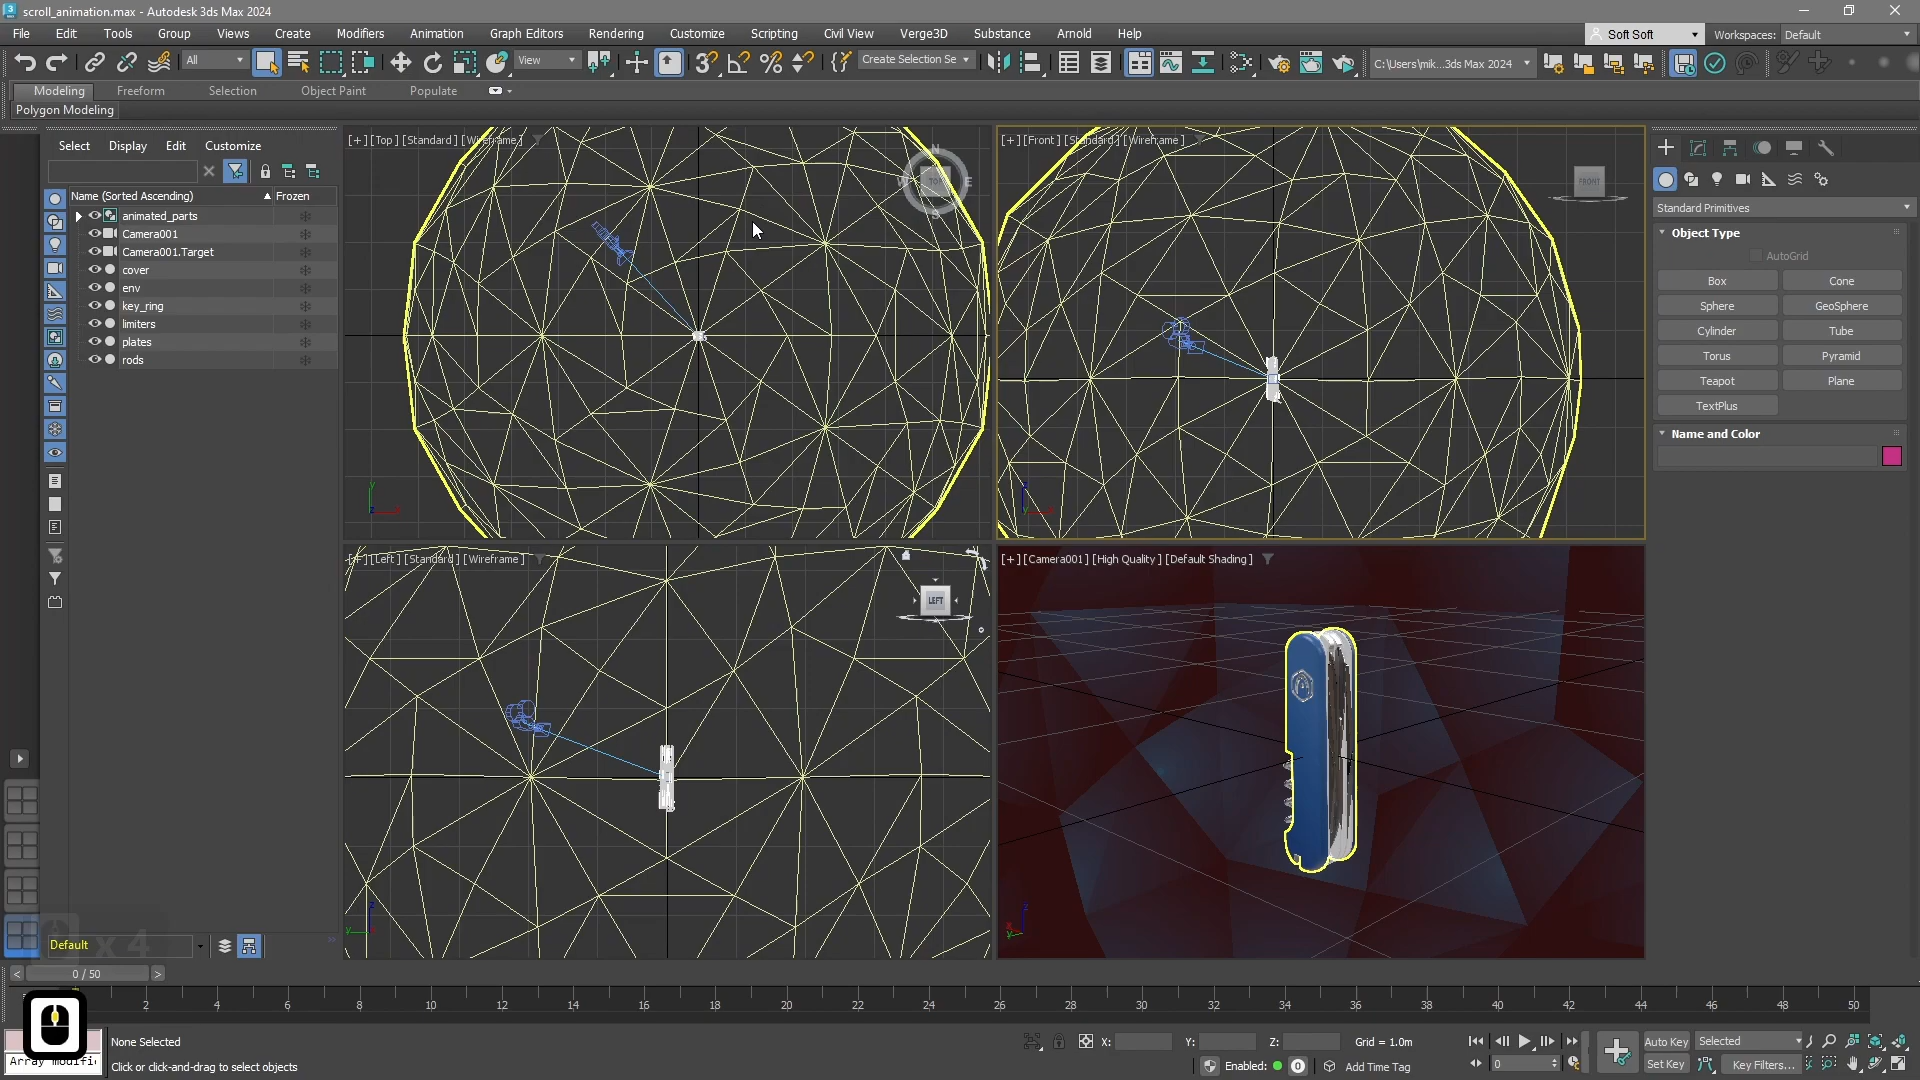 scroll_animation.max - Autodesk 3ds Max 2024
File Edit Tools Group Views Create Modifiers Animation Graph Editors Rendering Customize Scripting Civil View Verge3D Substance Arnold Help
Soft Soft Workspaces: Default
All View Create Selection Se C:\Users\mik...3ds Max 2024
Modeling Freeform Selection Object Paint Populate
Polygon Modeling
Select Display Edit Customize
Name (Sorted Ascending) Frozen
animated_parts
Camera001
Camera001.Target
cover
env
key_ring
limiters
plates
rods
[+] [Top] [Standard] [Wireframe]
[+] [Front] [Standard] [Wireframe]
FRONT
[+] [Left] [Standard] [Wireframe]
LEFT
[+] [Camera001] [High Quality] [Default Shading]
Standard Primitives
Object Type
AutoGrid
Box Cone
Sphere GeoSphere
Cylinder Tube
Torus Pyramid
Teapot Plane
TextPlus
Name and Color
x 4
Default
< 0 / 50 >
2 4 6 8 10 12 14 16 18 20 22 24 26 28 30 32 34 36 38 40 42 44 46 48 50
None Selected
Click or click-and-drag to select objects
X: Y: Z: Grid = 1.0m
Enabled: 0 Add Time Tag
0
Auto Key Selected
Set Key Key Filters...